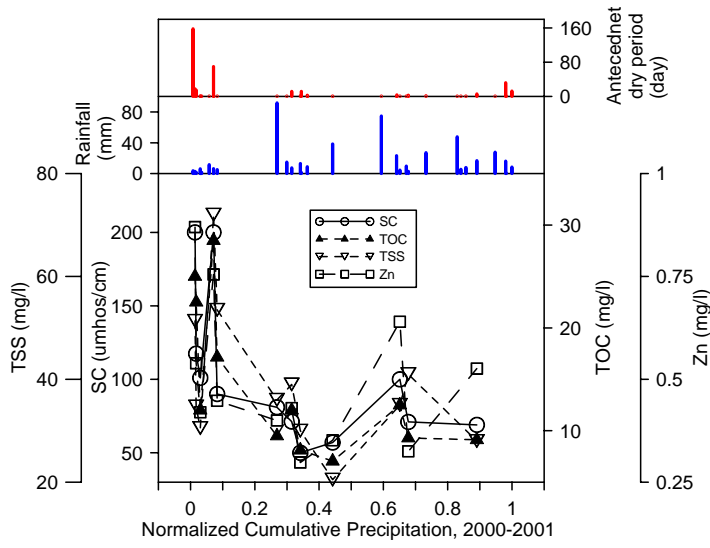 160
80
0
Antecednet
dry period
(day)
80
40
0
Rainfall
(mm)
80
60
40
20
TSS (mg/l)
200
150
100
50
SC (umhos/cm)
SC
TOC
TSS
Zn
30
20
10
TOC (mg/l)
1
0.75
0.5
0.25
Zn (mg/l)
0 0.2 0.4 0.6 0.8 1
Normalized Cumulative Precipitation, 2000-2001